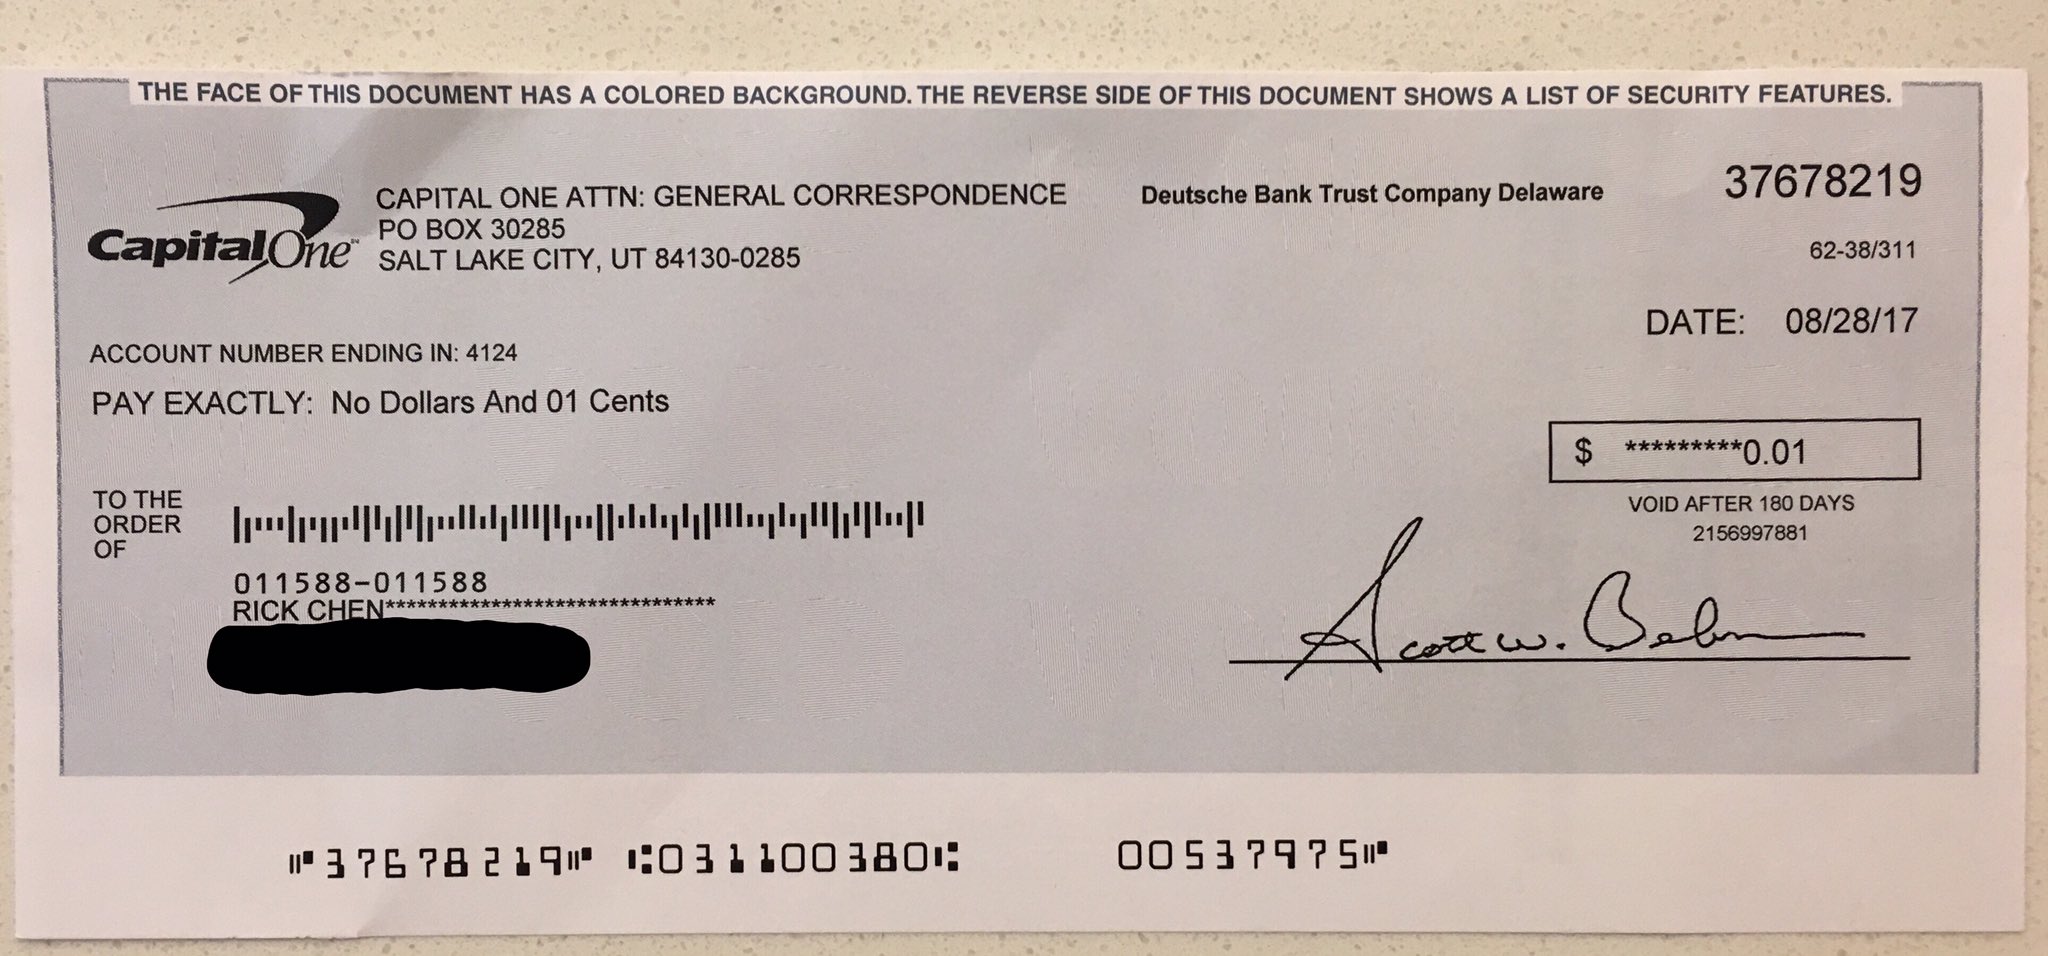 THE FACE OF THIS DOCUMENT HAS A COLORED BACKGROUND. THE REVERSE SIDE OF THIS DOCUMENT SHOWS A LIST OF SECURITY FEATURES.
CapitalOne
CAPITAL ONE ATTN: GENERAL CORRESPONDENCE
PO BOX 30285
SALT LAKE CITY, UT 84130-0285
Deutsche Bank Trust Company Delaware
37678219
62-38/311
DATE: 08/28/17
ACCOUNT NUMBER ENDING IN: 4124
PAY EXACTLY: No Dollars And 01 Cents
$ *********0.01
VOID AFTER 180 DAYS
2156997881
TO THE
ORDER
OF
011588-011588
RICK CHEN********************************
Scott W.
⑈37678219⑈ ⑆031100380⑆ 00537975⑈